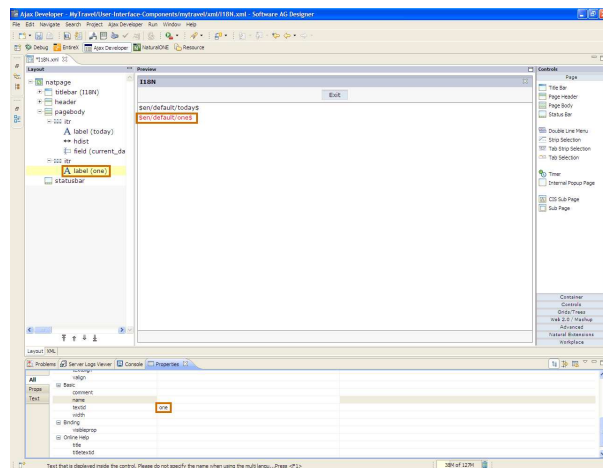 Ajax Developer - MyTravel/User-Interface-Components/mytravel/xml/I18N.xml - Software AG Designer
File Edit Navigate Search Project Ajax Developer Run Window Help
Debug EntireX Ajax Developer NaturalONE Resource
*I18N.xml
Layout
natpage
titlebar (I18N)
header
pagebody
itr
label (today)
hdist
field (current_da
itr
label (one)
statusbar
Layout XML
Preview
I18N
Exit
$en/default/today$
$en/default/one$
Controls
Page
Title Bar
Page Header
Page Body
Status Bar
Double Line Menu
Strip Selection
Tab Strip Selection
Tab Selection
Timer
Internal Popup Page
CIS Sub Page
Sub Page
Container
Controls
Grids/Trees
Web 2.0 / Mashup
Advanced
Natural Extensions
Workplace
Problems Server Logs Viewer Console Properties
All
Props
Text
valign
Basic
comment
name
textid one
width
Binding
visibleprop
Online Help
title
titletextid
Text that is displayed inside the control. Please do not specify the name when using the multi langu...Press <F1>
38M of 127M